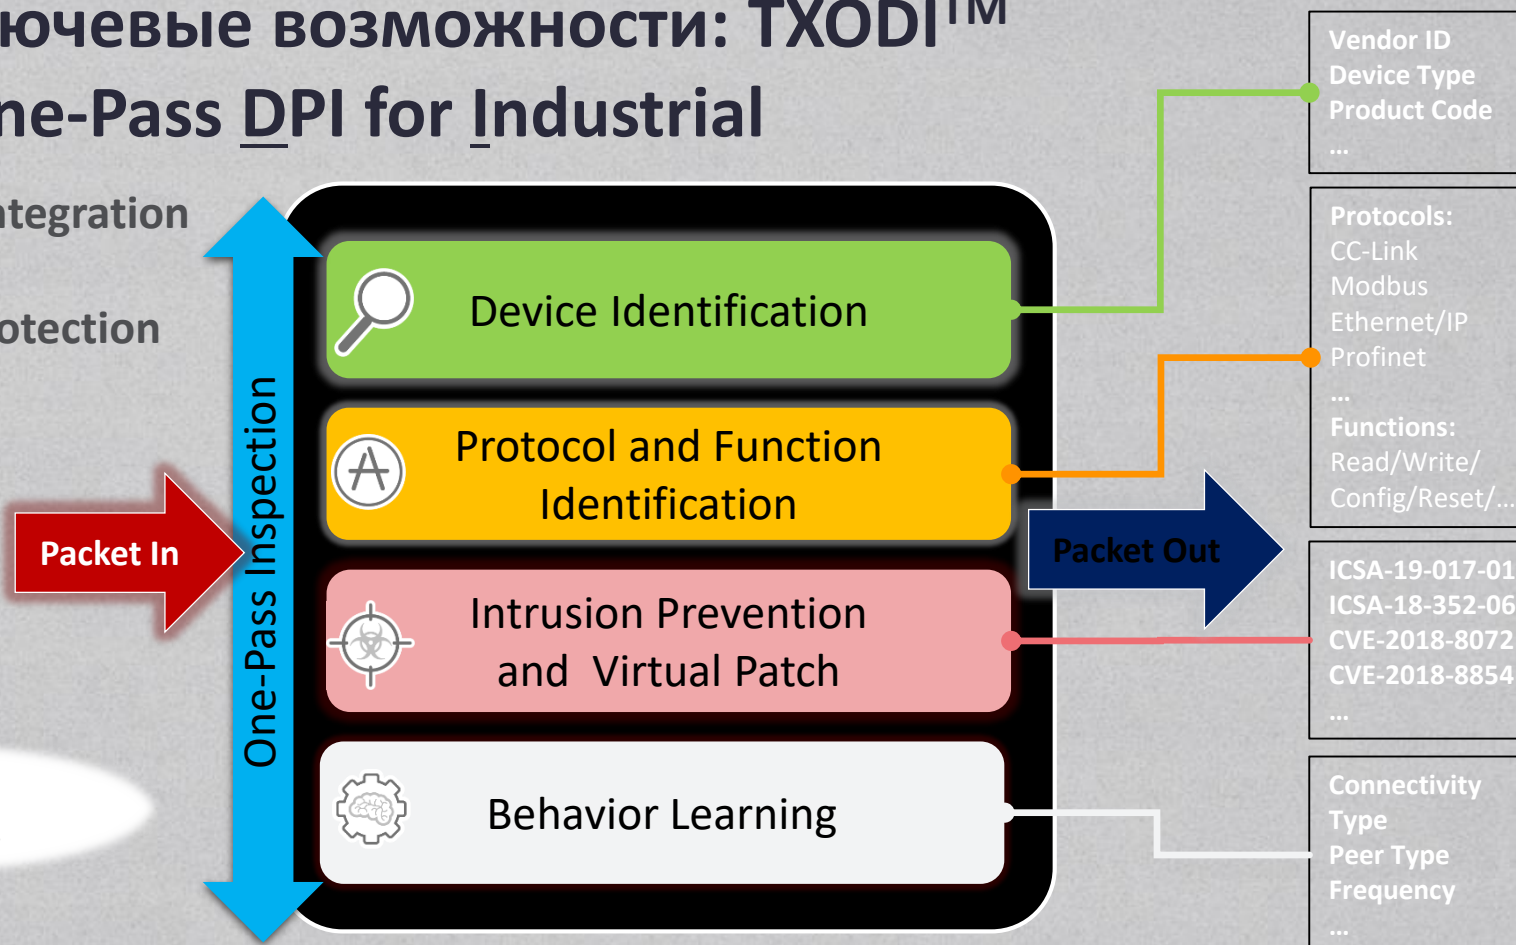 ючевые возможности: TXODI™
ne-Pass DPI for Industrial
ntegration
otection
One-Pass Inspection
Packet In
Device Identification
Protocol and Function
Identification
Intrusion Prevention
and Virtual Patch
Behavior Learning
Packet Out
Vendor ID
Device Type
Product Code
...
Protocols:
CC-Link
Modbus
Ethernet/IP
Profinet
...
Functions:
Read/Write/
Config/Reset/...
ICSA-19-017-01
ICSA-18-352-06
CVE-2018-8072
CVE-2018-8854
...
Connectivity
Type
Peer Type
Frequency
...